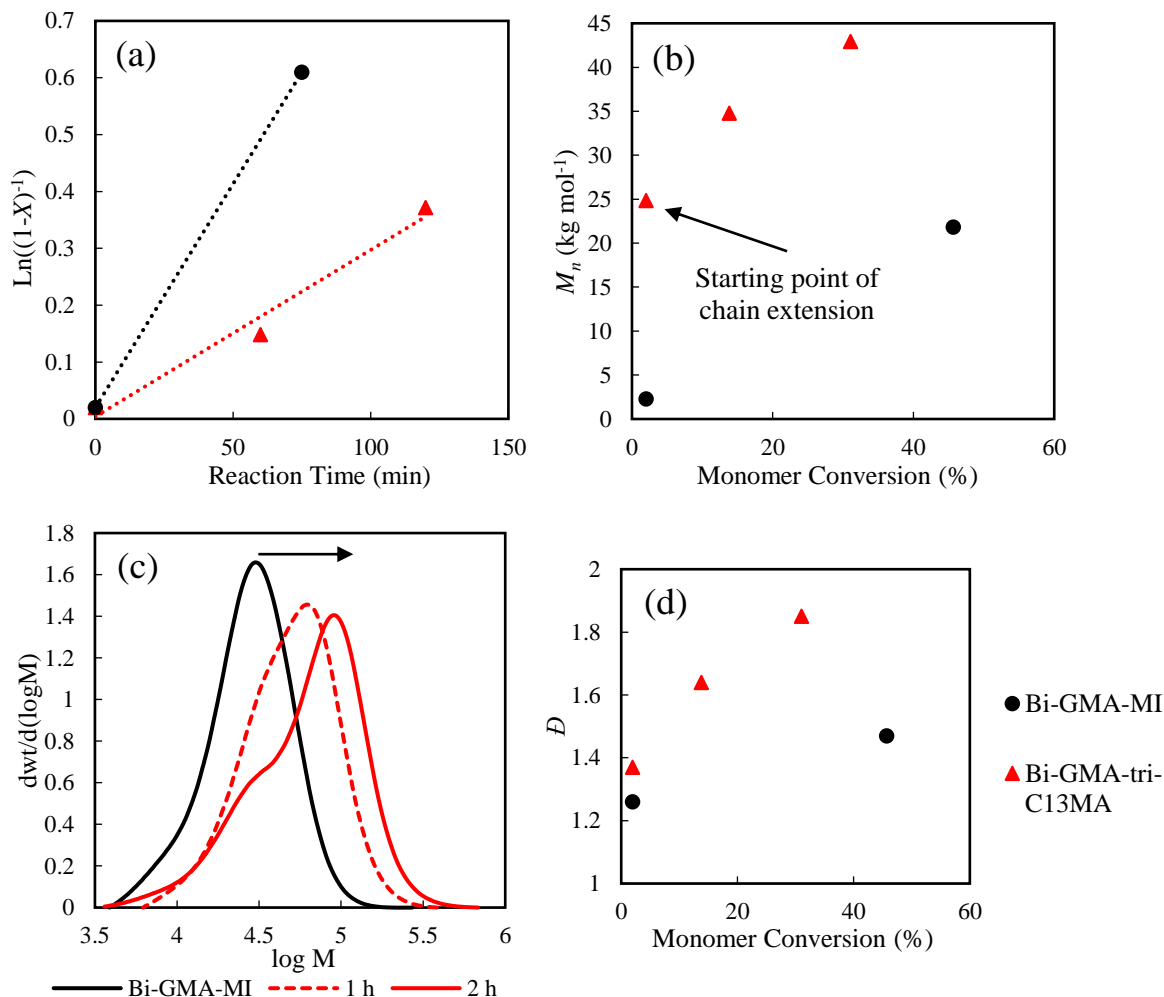 (a)
0.7
0.6
0.5
0.4
0.3
0.2
0.1
0
Ln((1-X)⁻¹)
0 50 100 150
Reaction Time (min)
(b)
45
40
35
30
25
20
15
10
5
0
Mₙ (kg mol⁻¹)
Starting point of
chain extension
0 20 40 60
Monomer Conversion (%)
(c)
1.8
1.6
1.4
1.2
1
0.8
0.6
0.4
0.2
0
dwt/d(logM)
3.5 4 4.5 5 5.5 6
log M
Bi-GMA-MI 1 h 2 h
(d)
2
1.8
1.6
1.4
1.2
1
Đ
0 20 40 60
Monomer Conversion (%)
Bi-GMA-MI
Bi-GMA-tri-
C13MA